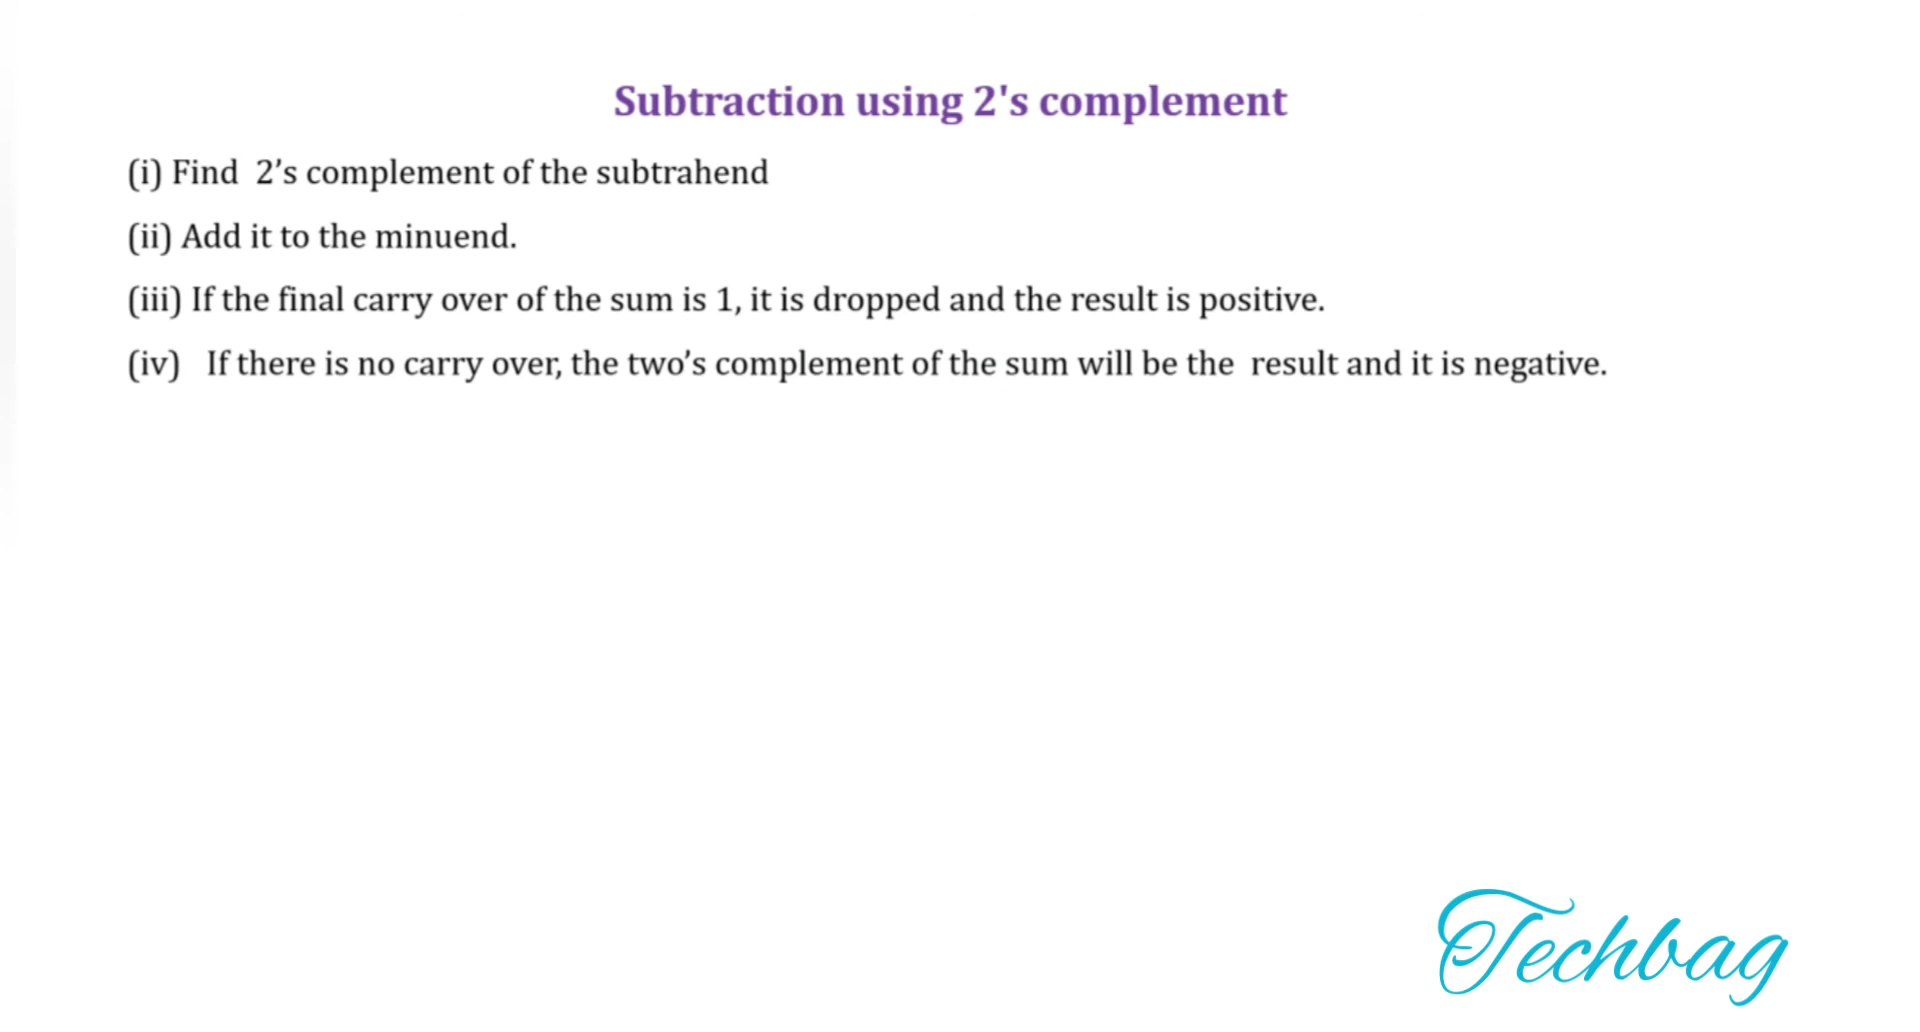 Subtraction using 2's complement
(i) Find  2’s complement of the subtrahend
(ii) Add it to the minuend.
(iii) If the final carry over of the sum is 1, it is dropped and the result is positive.
(iv)   If there is no carry over, the two’s complement of the sum will be the  result and it is negative.
Techbag